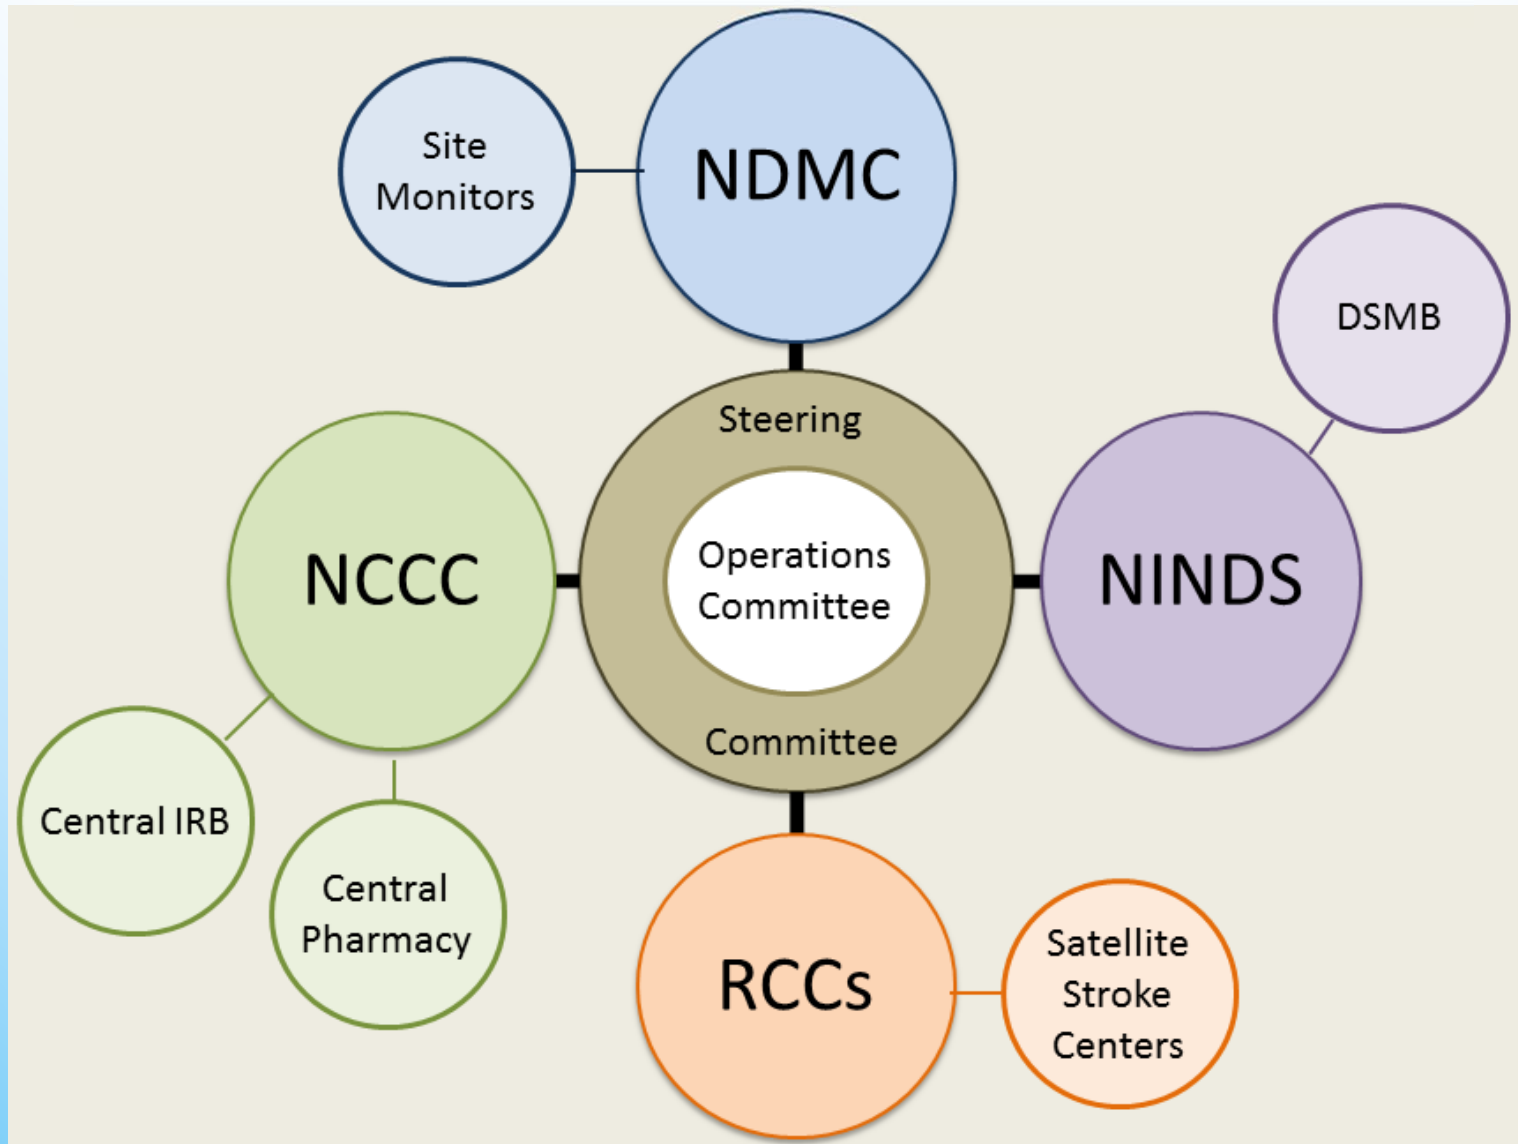 Site
Monitors
NDMC
DSMB
Steering
Operations
Committee
Committee
NCCC
NINDS
Central IRB
Central
Pharmacy
RCCs
Satellite
Stroke
Centers